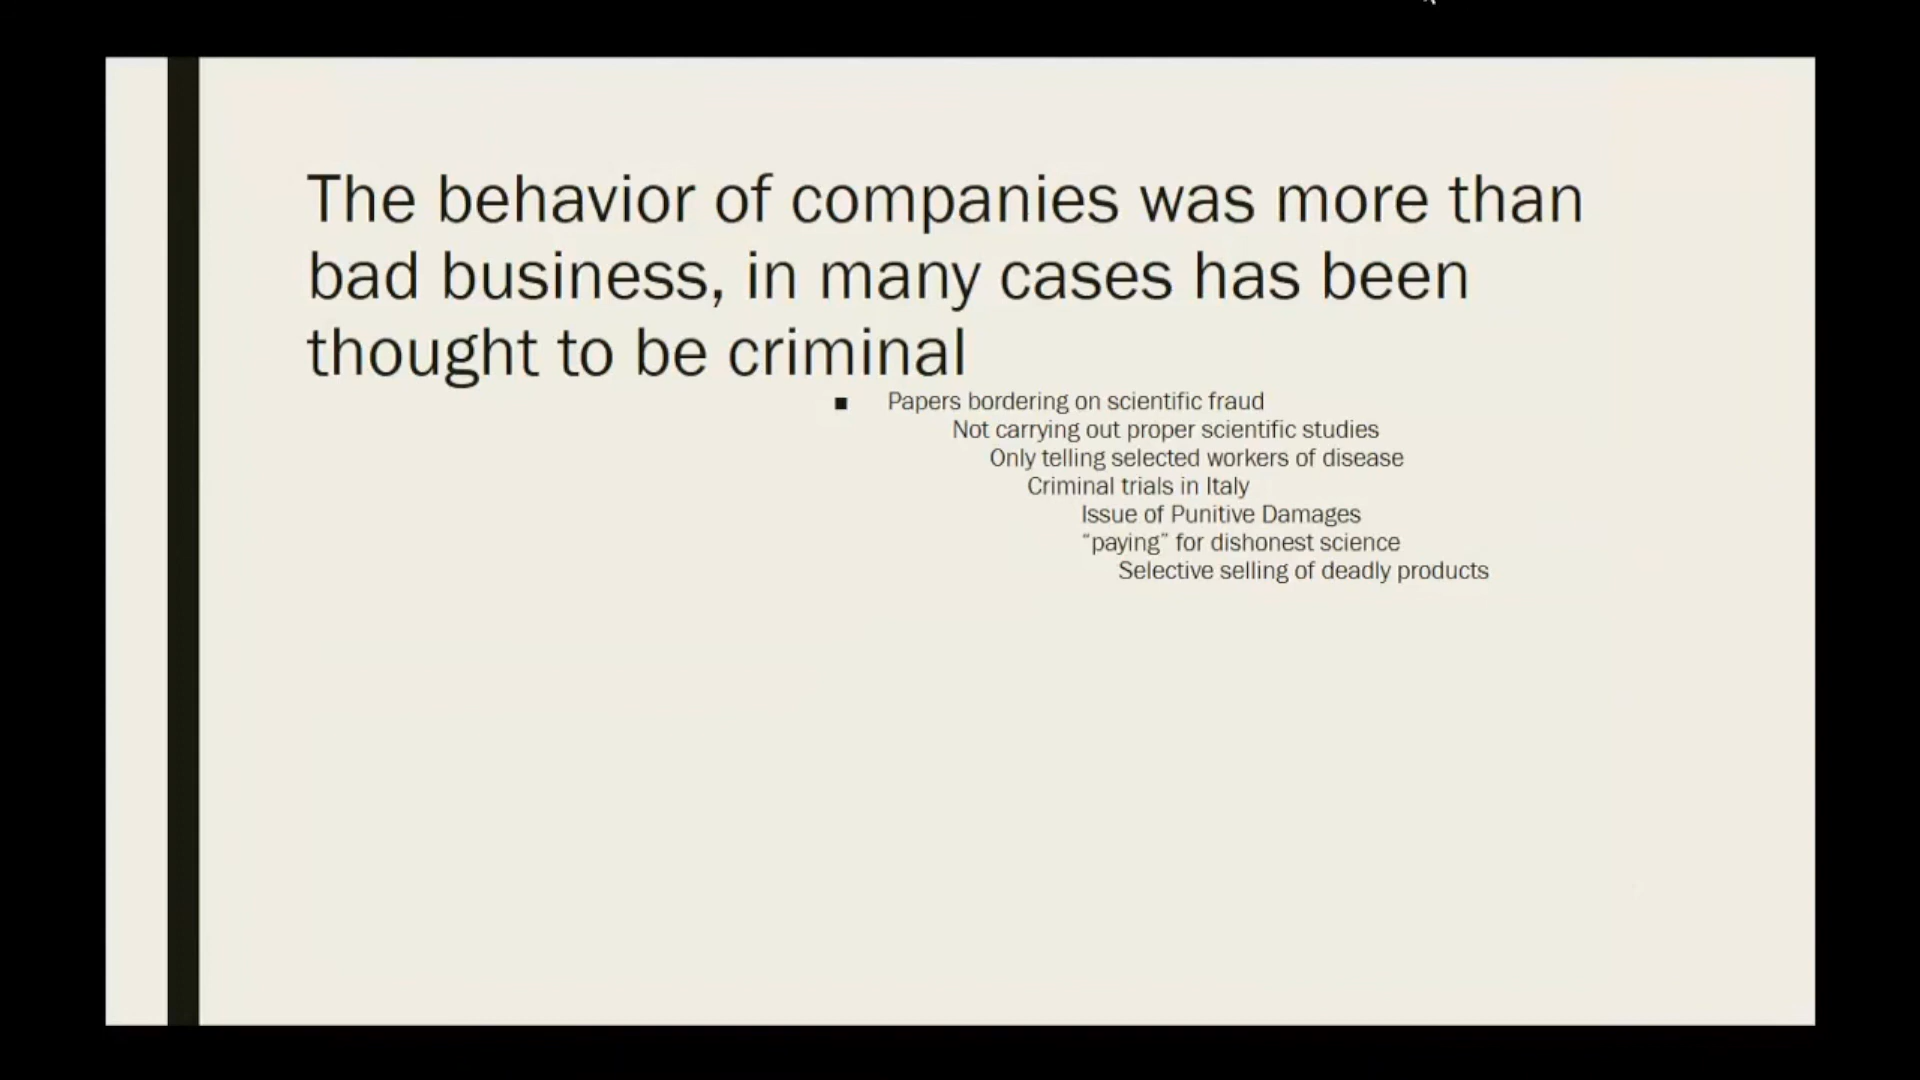 The behavior of companies was more than
bad business, in many cases has been
thought to be criminal
■ Papers bordering on scientific fraud
Not carrying out proper scientific studies
Only telling selected workers of disease
Criminal trials in Italy
Issue of Punitive Damages
“paying” for dishonest science
Selective selling of deadly products